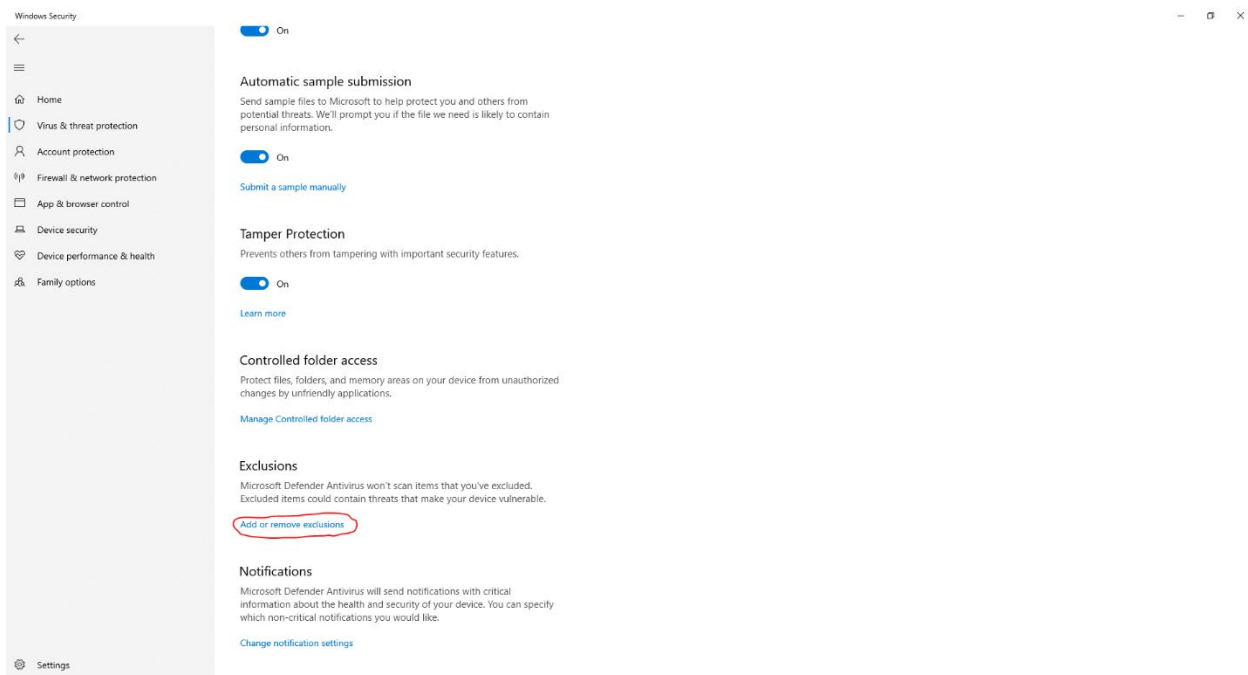 Windows Security
On
Home
Virus & threat protection
Account protection
Firewall & network protection
App & browser control
Device security
Device performance & health
Family options
Settings
Automatic sample submission
Send sample files to Microsoft to help protect you and others from
potential threats. We'll prompt you if the file we need is likely to contain
personal information.
On
Submit a sample manually
Tamper Protection
Prevents others from tampering with important security features.
On
Learn more
Controlled folder access
Protect files, folders, and memory areas on your device from unauthorized
changes by unfriendly applications.
Manage Controlled folder access
Exclusions
Microsoft Defender Antivirus won't scan items that you've excluded.
Excluded items could contain threats that make your device vulnerable.
Add or remove exclusions
Notifications
Microsoft Defender Antivirus will send notifications with critical
information about the health and security of your device. You can specify
which non-critical notifications you would like.
Change notification settings